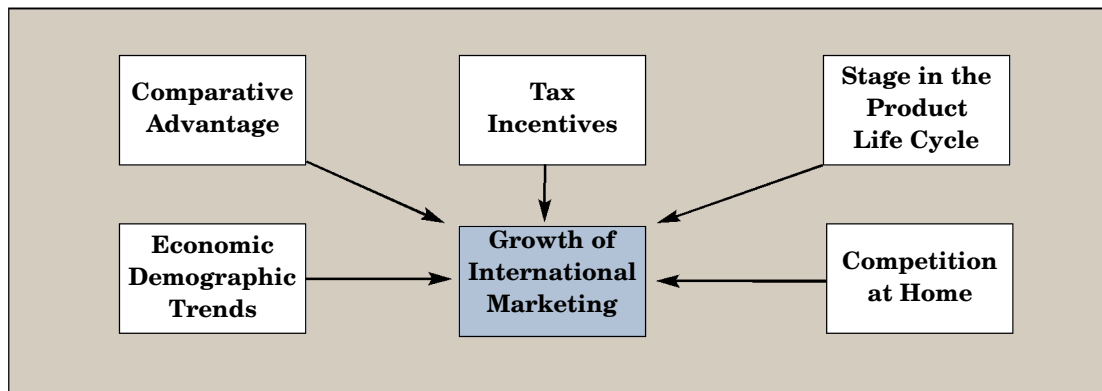 Comparative
Advantage
Tax
Incentives
Stage in the
Product
Life Cycle
Economic
Demographic
Trends
Growth of
International
Marketing
Competition
at Home